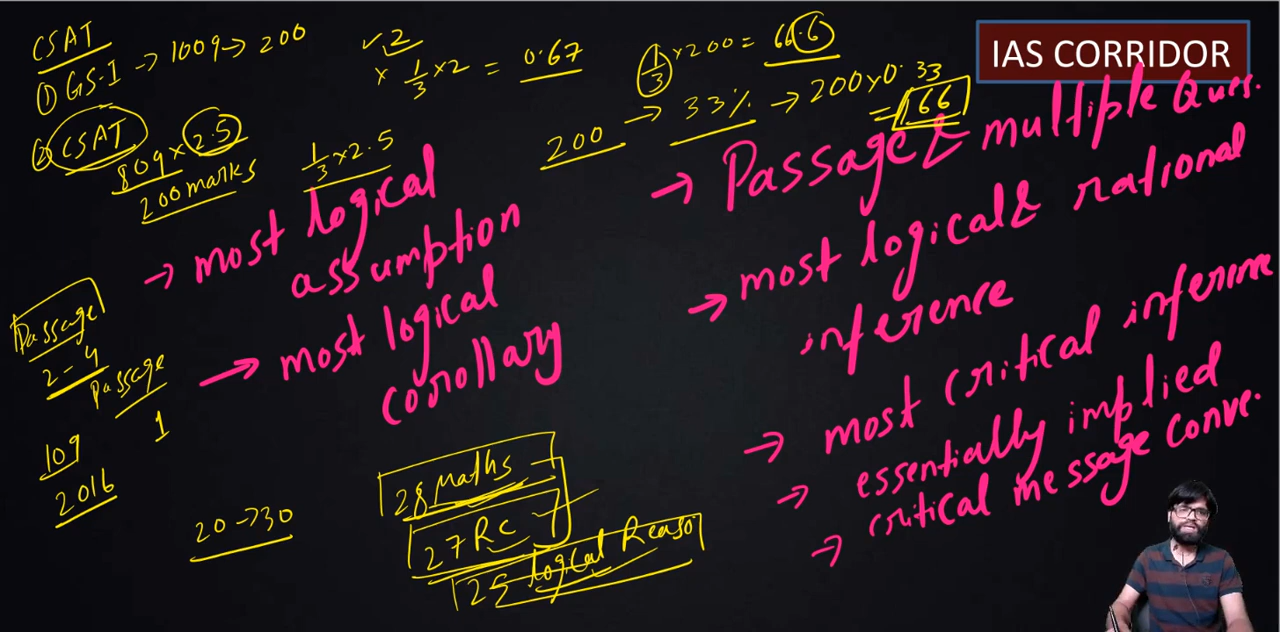 CSAT
① GS-I → 100q → 200
② CSAT
80q × 2.5
200 marks
✓ 2
× 1/3 × 2 = 0.67
1/3 × 2.5
1/3 × 200 = 66.6
200 → 33% → 200 × 0.33
= 66
IAS CORRIDOR
→ most logical
assumption
→ most logical
corollary
Passage
2-4
Passage
1
10q
2016
20 → 30
28 Maths
27 RC
25 logical Reaso
→ Passage & multiple Ques.
→ most logical & rational
inference
→ most critical inference
→ essentially implied
→ critical message conve.